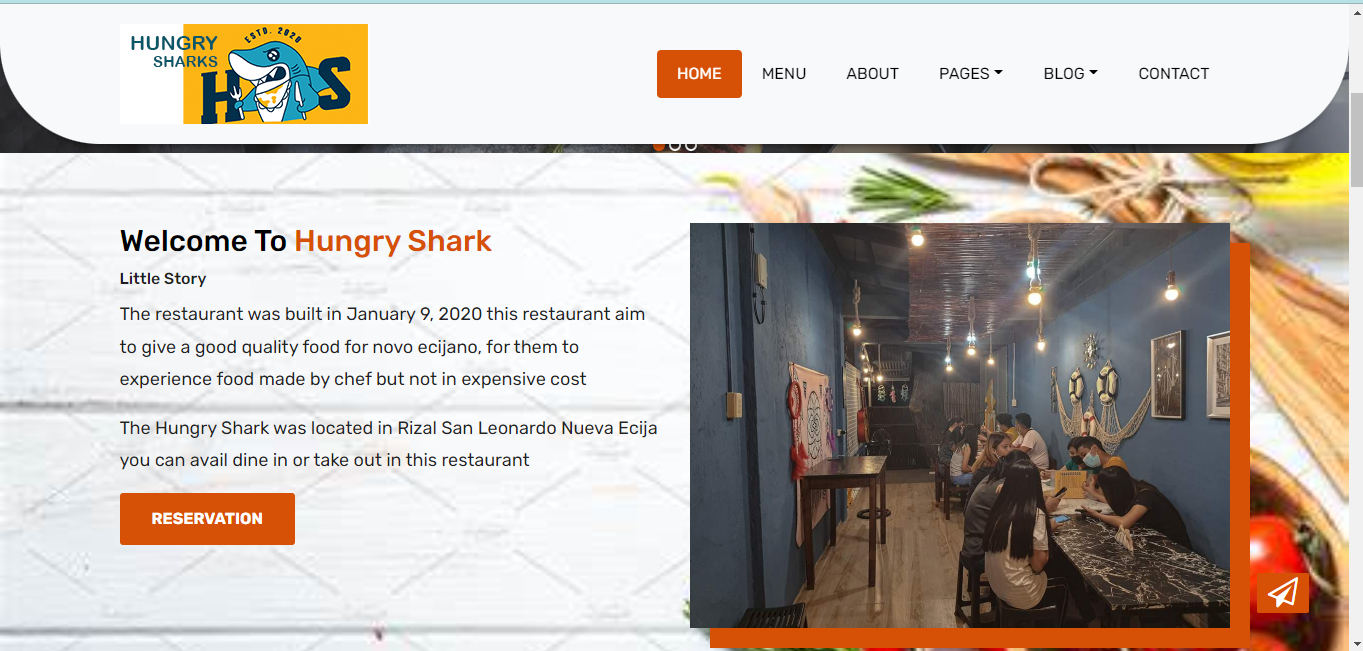 HUNGRY
SHARKS
ESTD. 2020
H S
HOME MENU ABOUT PAGES BLOG CONTACT
Welcome To Hungry Shark
Little Story
The restaurant was built in January 9, 2020 this restaurant aim
to give a good quality food for novo ecijano, for them to
experience food made by chef but not in expensive cost
The Hungry Shark was located in Rizal San Leonardo Nueva Ecija
you can avail dine in or take out in this restaurant
RESERVATION